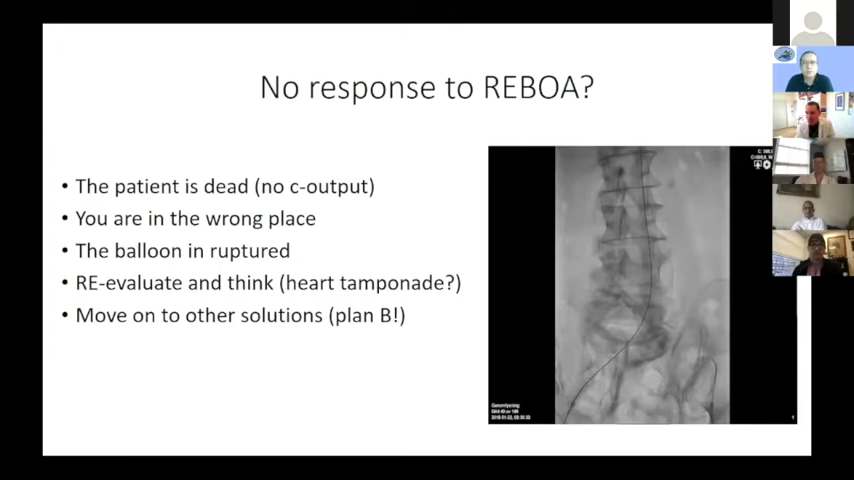 No response to REBOA?
• The patient is dead (no c-output)
• You are in the wrong place
• The balloon in ruptured
• RE-evaluate and think (heart tamponade?)
• Move on to other solutions (plan B!)